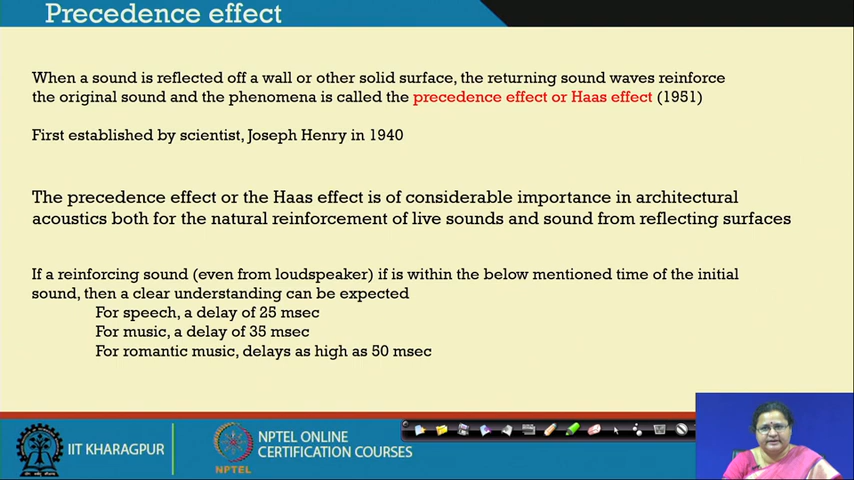 Precedence effect
When a sound is reflected off a wall or other solid surface, the returning sound waves reinforce
the original sound and the phenomena is called the precedence effect or Haas effect (1951)
First established by scientist, Joseph Henry in 1940
The precedence effect or the Haas effect is of considerable importance in architectural
acoustics both for the natural reinforcement of live sounds and sound from reflecting surfaces
If a reinforcing sound (even from loudspeaker) if is within the below mentioned time of the initial
sound, then a clear understanding can be expected
For speech, a delay of 25 msec
For music, a delay of 35 msec
For romantic music, delays as high as 50 msec
IIT KHARAGPUR
NPTEL
NPTEL ONLINE
CERTIFICATION COURSES